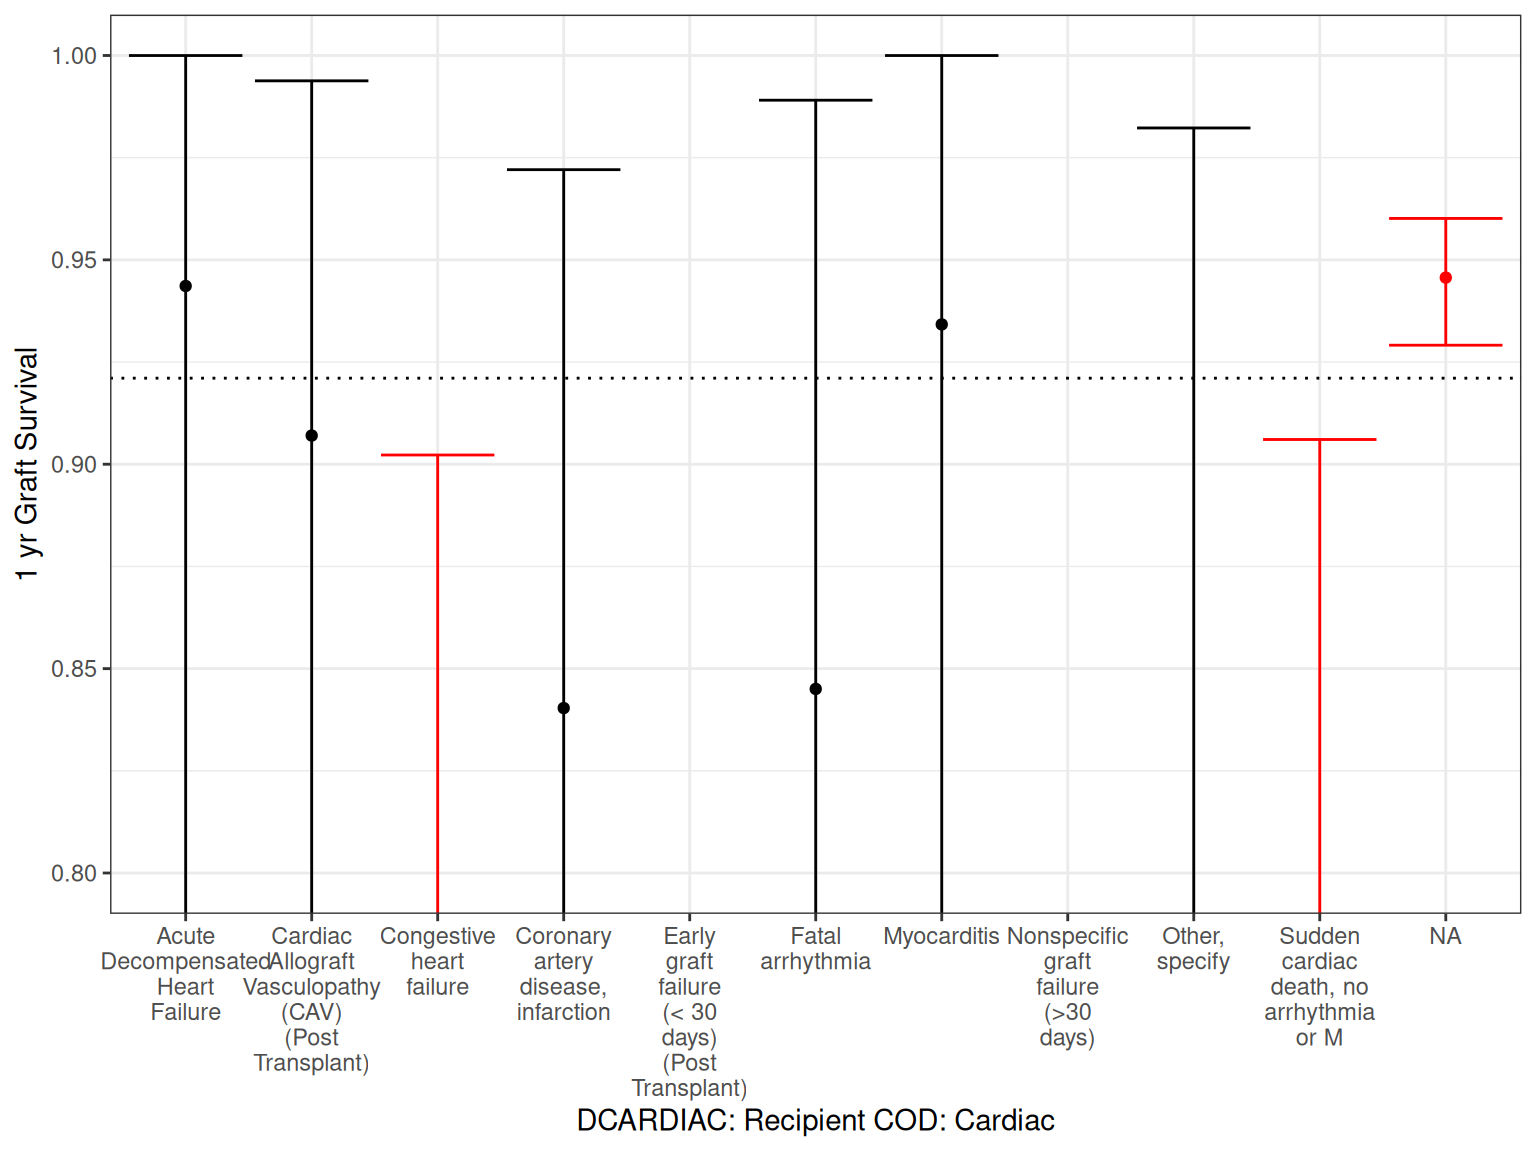 1.00
0.95
0.90
0.85
0.80
1 yr Graft Survival
Acute
Decompensated
Heart
Failure
Cardiac
Allograft
Vasculopathy
(CAV)
(Post
Transplant)
Congestive
heart
failure
Coronary
artery
disease,
infarction
Early
graft
failure
(< 30
days)
(Post
Transplant)
Fatal
arrhythmia
Myocarditis
Nonspecific
graft
failure
(>30
days)
Other,
specify
Sudden
cardiac
death, no
arrhythmia
or M
NA
DCARDIAC: Recipient COD: Cardiac